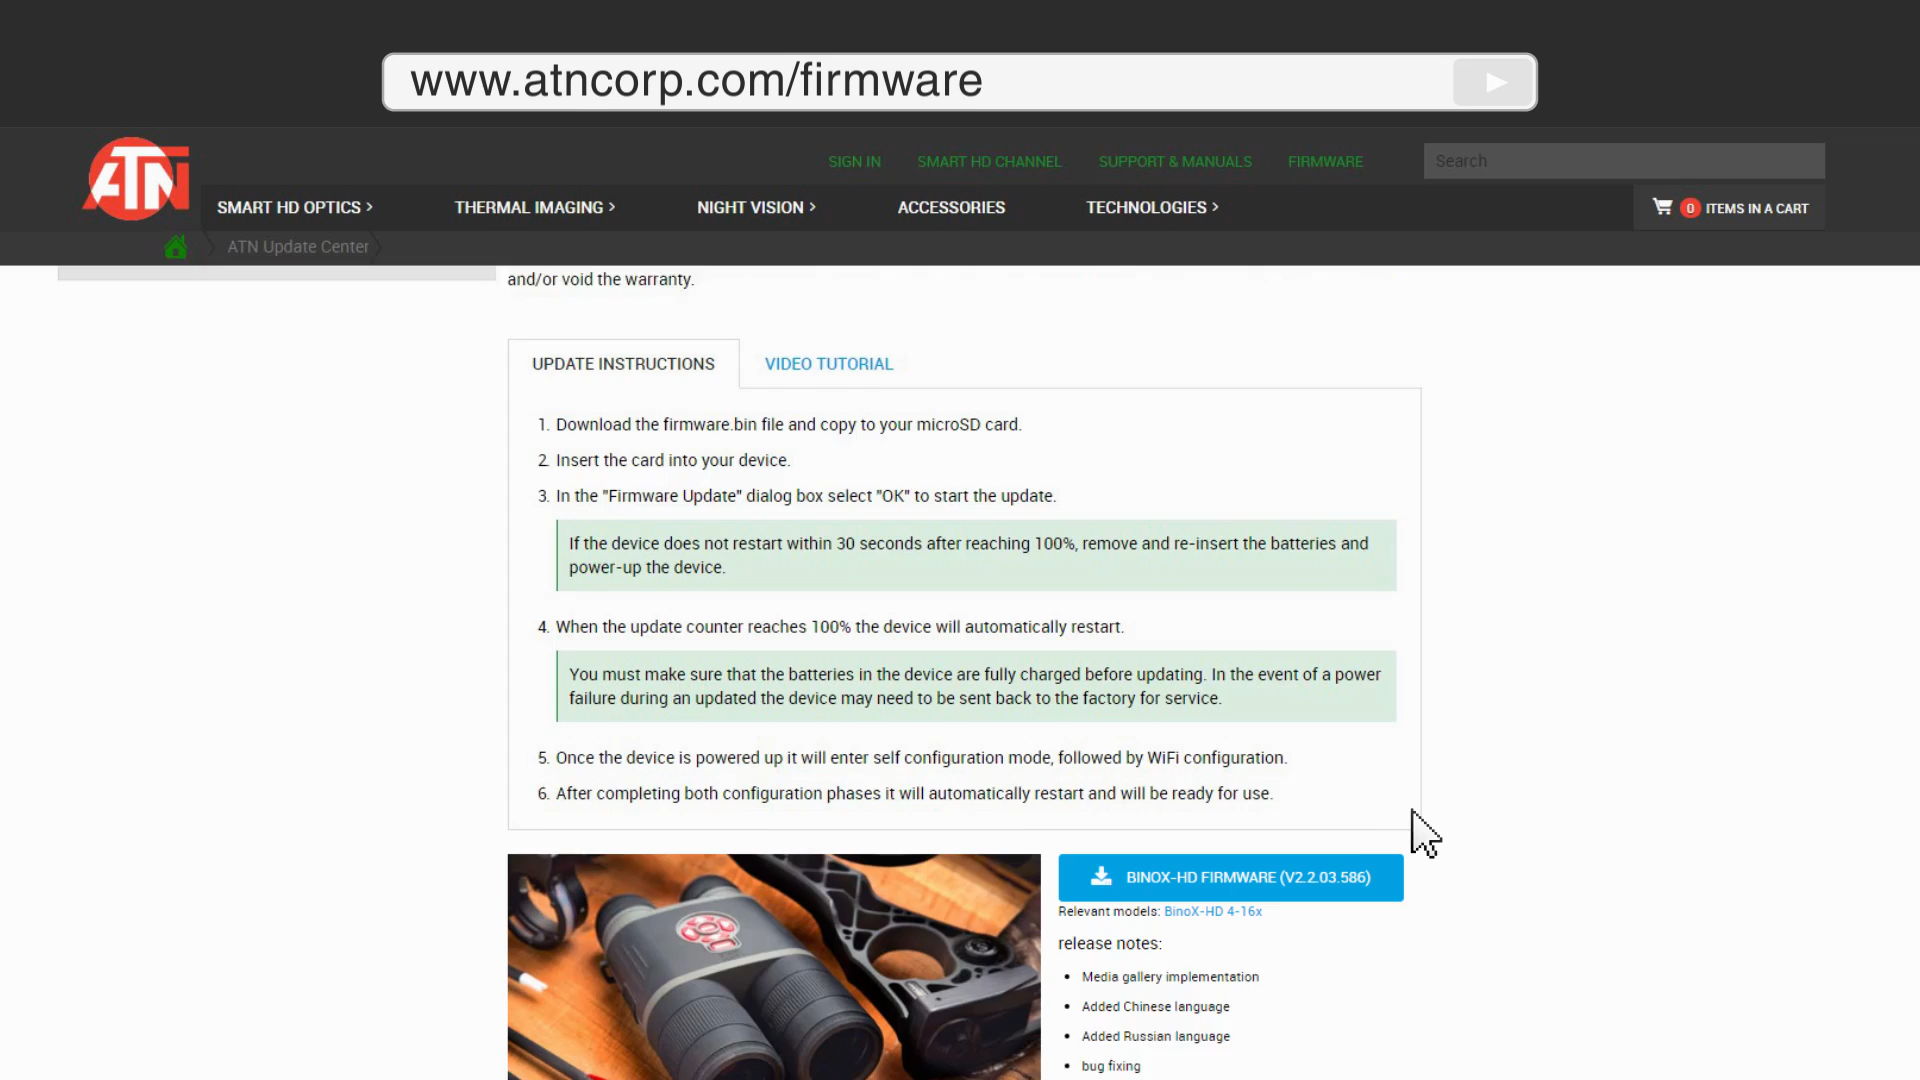 www.atncorp.com/firmware
ATN
SIGN IN SMART HD CHANNEL SUPPORT & MANUALS FIRMWARE Search
SMART HD OPTICS > THERMAL IMAGING > NIGHT VISION > ACCESSORIES TECHNOLOGIES > 0 ITEMS IN A CART
ATN Update Center
and/or void the warranty.
UPDATE INSTRUCTIONS VIDEO TUTORIAL
1. Download the firmware.bin file and copy to your microSD card.
2. Insert the card into your device.
3. In the "Firmware Update" dialog box select "OK" to start the update.
If the device does not restart within 30 seconds after reaching 100%, remove and re-insert the batteries and
power-up the device.
4. When the update counter reaches 100% the device will automatically restart.
You must make sure that the batteries in the device are fully charged before updating. In the event of a power
failure during an updated the device may need to be sent back to the factory for service.
5. Once the device is powered up it will enter self configuration mode, followed by WiFi configuration.
6. After completing both configuration phases it will automatically restart and will be ready for use.
BINOX-HD FIRMWARE (V2.2.03.586)
Relevant models: BinoX-HD 4-16x
release notes:
• Media gallery implementation
• Added Chinese language
• Added Russian language
• bug fixing